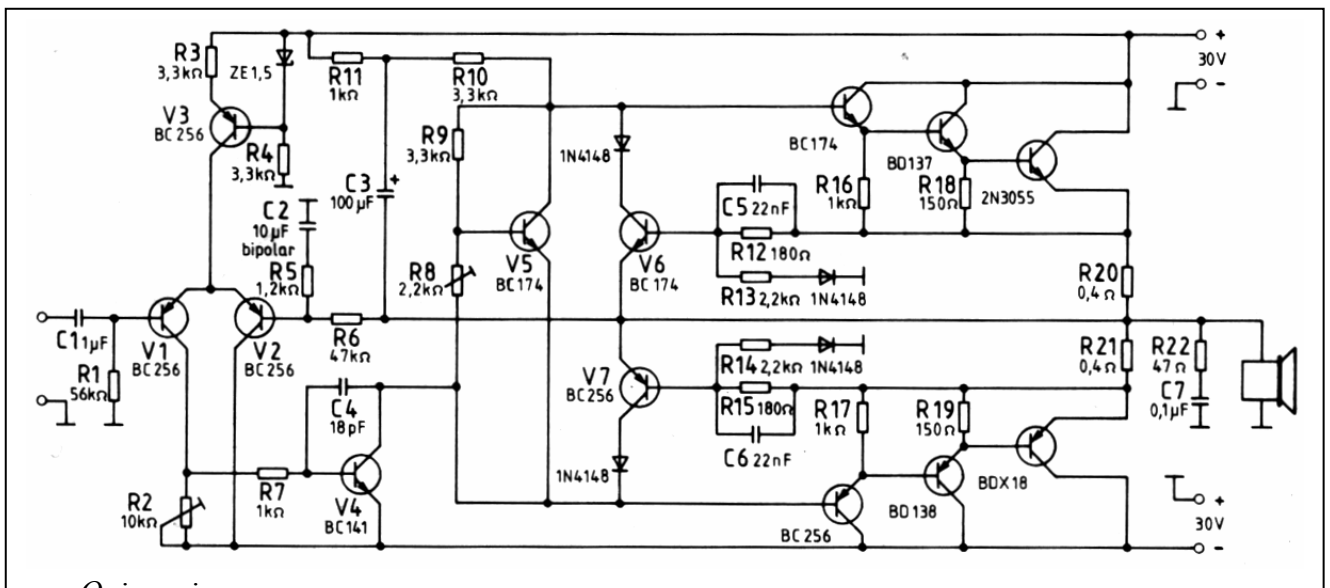 R3
3,3kΩ
ZE1,5
R11
1kΩ
R10
3,3kΩ
+
30V
-
V3
BC256
R4
3,3kΩ
R9
3,3kΩ
1N4148
BC174
BD137
2N3055
C3
+
100µF
C2
10µF
bipolar
R5
1,2kΩ
R16
1kΩ
R18
150Ω
C5 22nF
R12 180Ω
V5
BC174
V6
BC174
R8
2,2kΩ
R13 2,2kΩ 1N4148
R20
0,4Ω
C1 1µF
V1
BC256
V2
BC256
R6
47kΩ
R1
56kΩ
R14 2,2kΩ 1N4148
R21
0,4Ω
R22
47Ω
C7
0,1µF
V7
BC256
R15 180Ω
C6 22nF
R17
1kΩ
R19
150Ω
C4
18pF
1N4148
BDX18
BD138
BC256
R2
10kΩ
R7
1kΩ
V4
BC141
+
30V
-